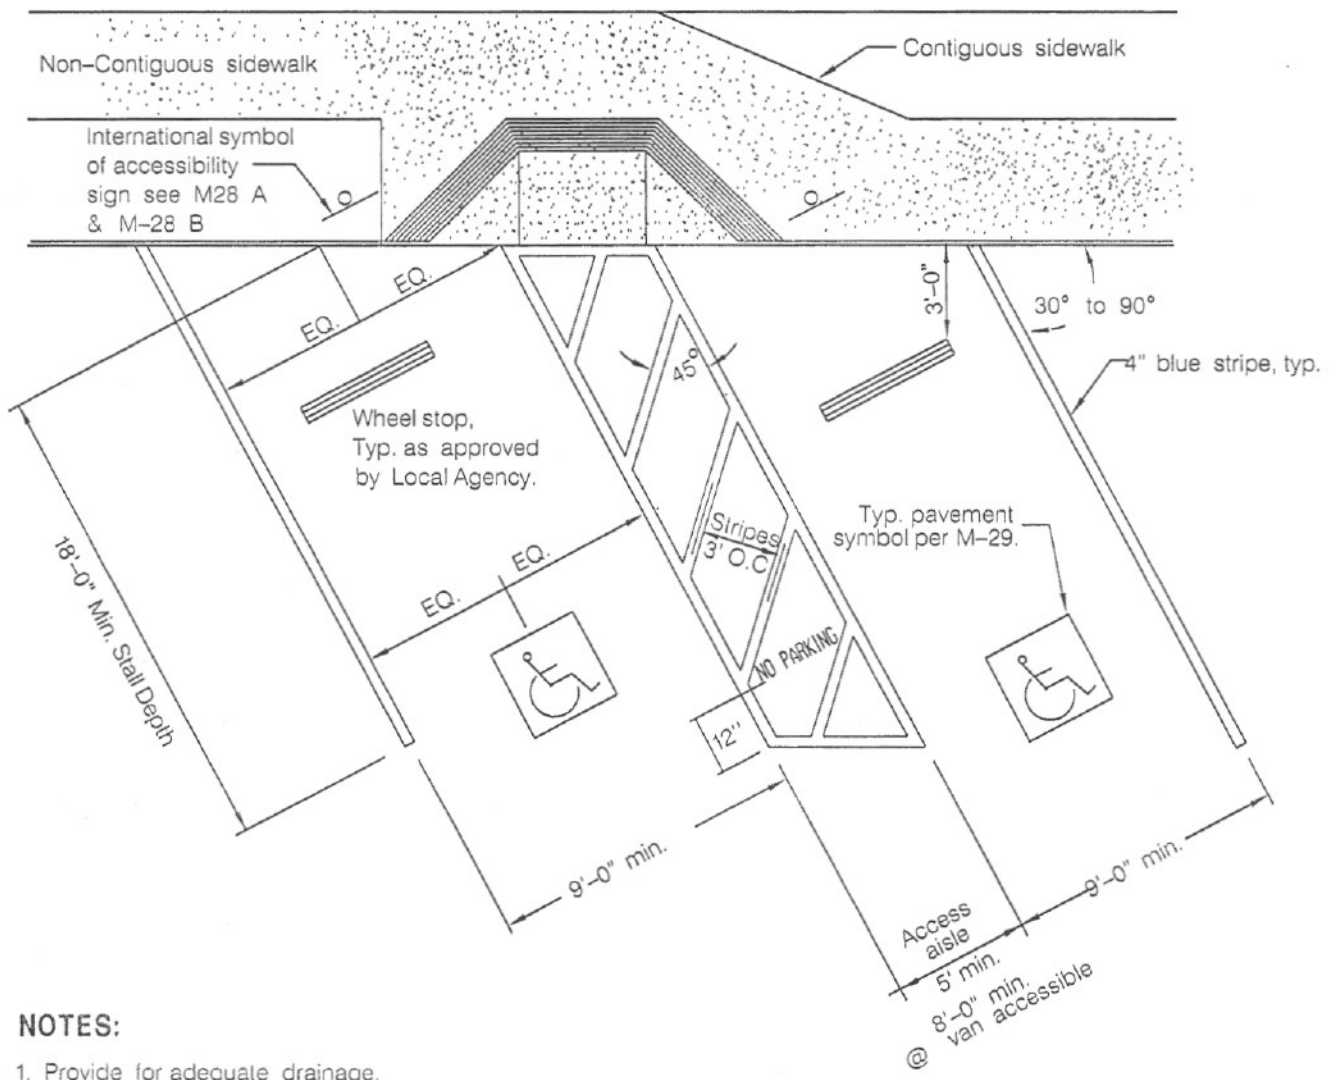 Non-Contiguous sidewalk
Contiguous sidewalk
International symbol
of accessibility
sign see M28 A
& M-28 B
EQ.
EQ.
3'-0"
30° to 90°
45°
4" blue stripe, typ.
Wheel stop,
Typ. as approved
by Local Agency.
Stripes
3' O.C
Typ. pavement
symbol per M-29.
18'-0" Min. Stall Depth
EQ.
EQ.
NO PARKING
12"
9'-0" min.
9'-0" min.
Access
aisle
5' min.
8'-0" min.
@ van accessible
NOTES:
1. Provide for adequate drainage.